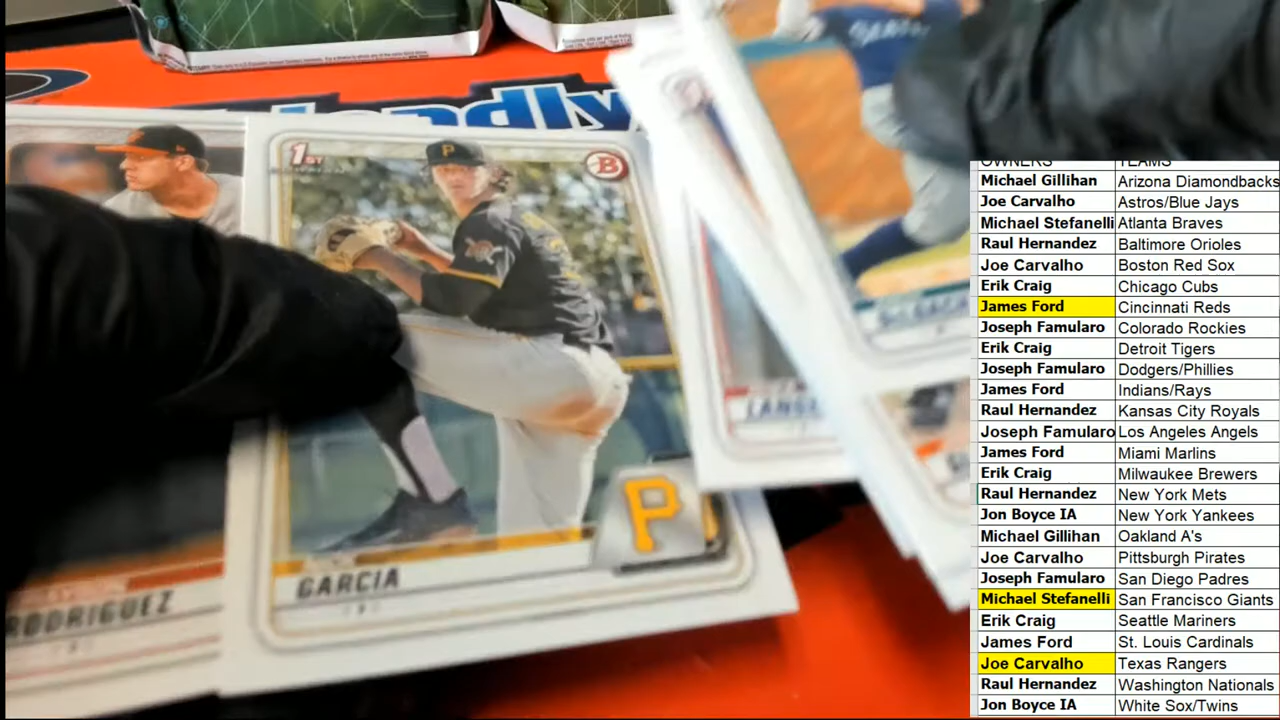 endly
1ST
B
P
P
GARCIA
RODRIGUEZ
OWNERS TEAMS
Michael Gillihan Arizona Diamondbacks
Joe Carvalho Astros/Blue Jays
Michael Stefanelli Atlanta Braves
Raul Hernandez Baltimore Orioles
Joe Carvalho Boston Red Sox
Erik Craig Chicago Cubs
James Ford Cincinnati Reds
Joseph Famularo Colorado Rockies
Erik Craig Detroit Tigers
Joseph Famularo Dodgers/Phillies
James Ford Indians/Rays
Raul Hernandez Kansas City Royals
Joseph Famularo Los Angeles Angels
James Ford Miami Marlins
Erik Craig Milwaukee Brewers
Raul Hernandez New York Mets
Jon Boyce IA New York Yankees
Michael Gillihan Oakland A's
Joe Carvalho Pittsburgh Pirates
Joseph Famularo San Diego Padres
Michael Stefanelli San Francisco Giants
Erik Craig Seattle Mariners
James Ford St. Louis Cardinals
Joe Carvalho Texas Rangers
Raul Hernandez Washington Nationals
Jon Boyce IA White Sox/Twins